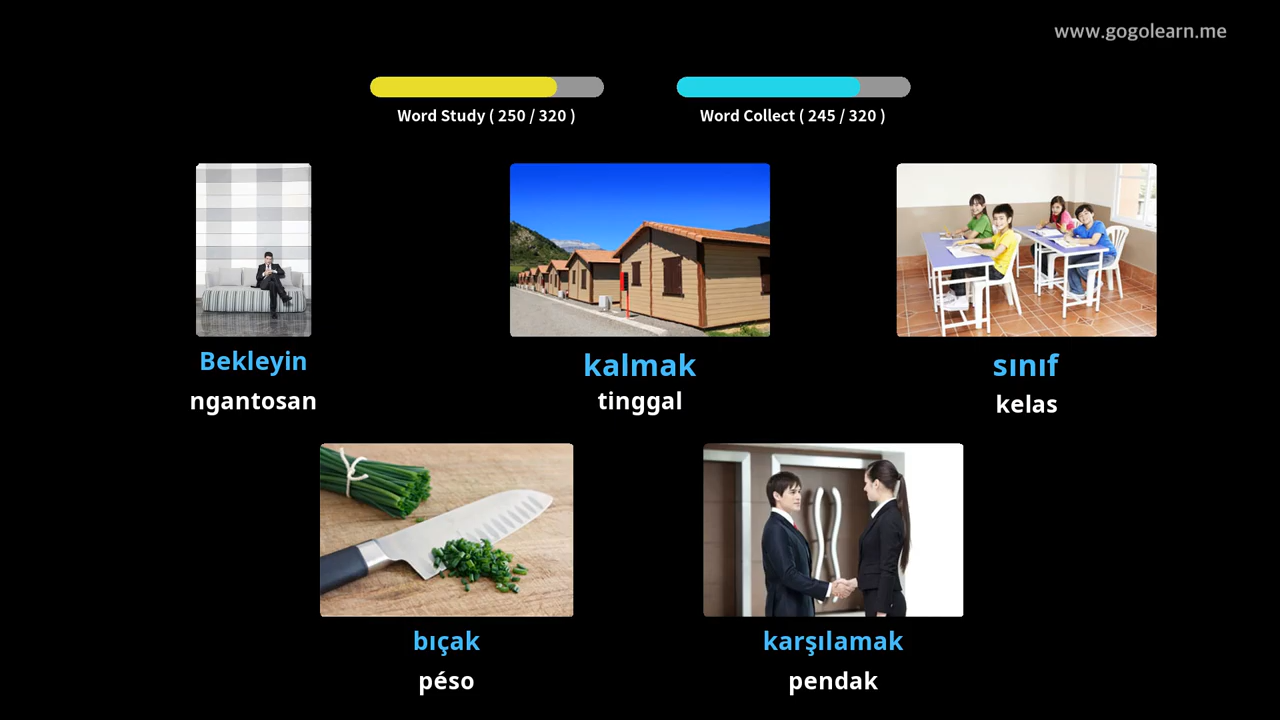 www.gogolearn.me
Word Study ( 250 / 320 )
Word Collect ( 245 / 320 )
Bekleyin
ngantosan
kalmak
tinggal
sınıf
kelas
bıçak
péso
karşılamak
pendak